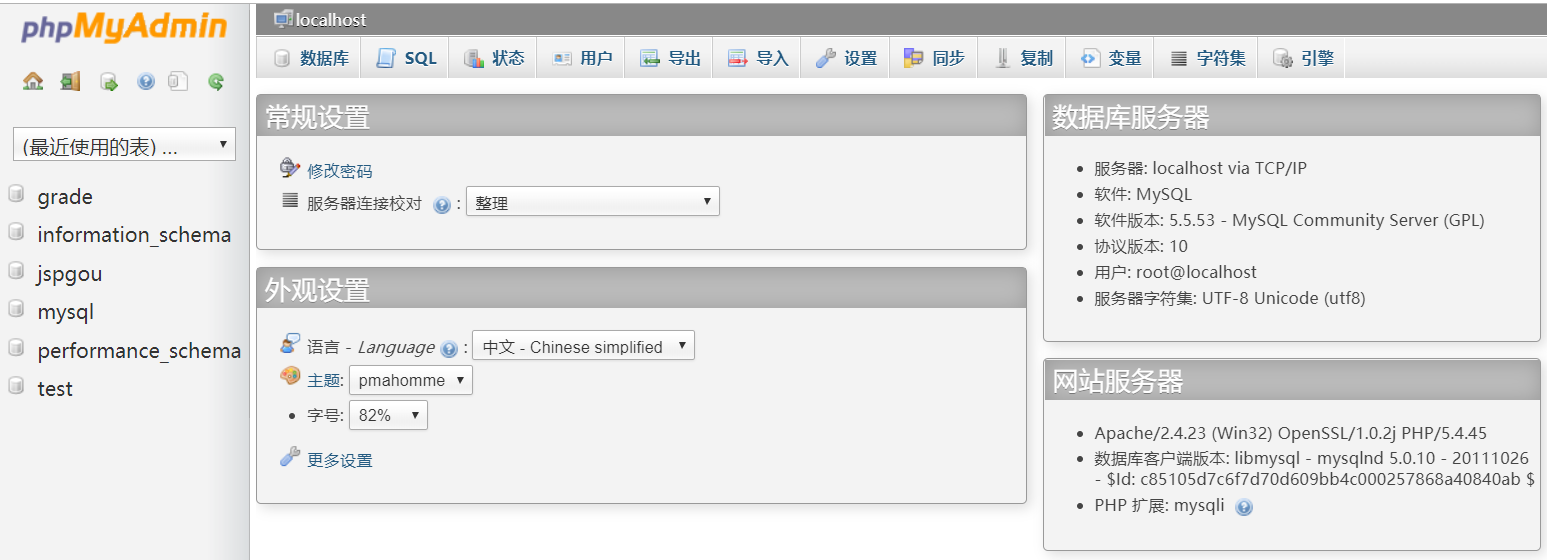 phpMyAdmin
(最近使用的表) ...
grade
information_schema
jspgou
mysql
performance_schema
test
localhost
数据库 SQL 状态 用户 导出 导入 设置 同步 复制 变量 字符集 引擎
常规设置
修改密码
服务器连接校对 : 整理
外观设置
语言 - Language : 中文 - Chinese simplified
主题: pmahomme
字号: 82%
更多设置
数据库服务器
服务器: localhost via TCP/IP
软件: MySQL
软件版本: 5.5.53 - MySQL Community Server (GPL)
协议版本: 10
用户: root@localhost
服务器字符集: UTF-8 Unicode (utf8)
网站服务器
Apache/2.4.23 (Win32) OpenSSL/1.0.2j PHP/5.4.45
数据库客户端版本: libmysql - mysqlnd 5.0.10 - 20111026
- $Id: c85105d7c6f7d70d609bb4c000257868a40840ab $
PHP 扩展: mysqli